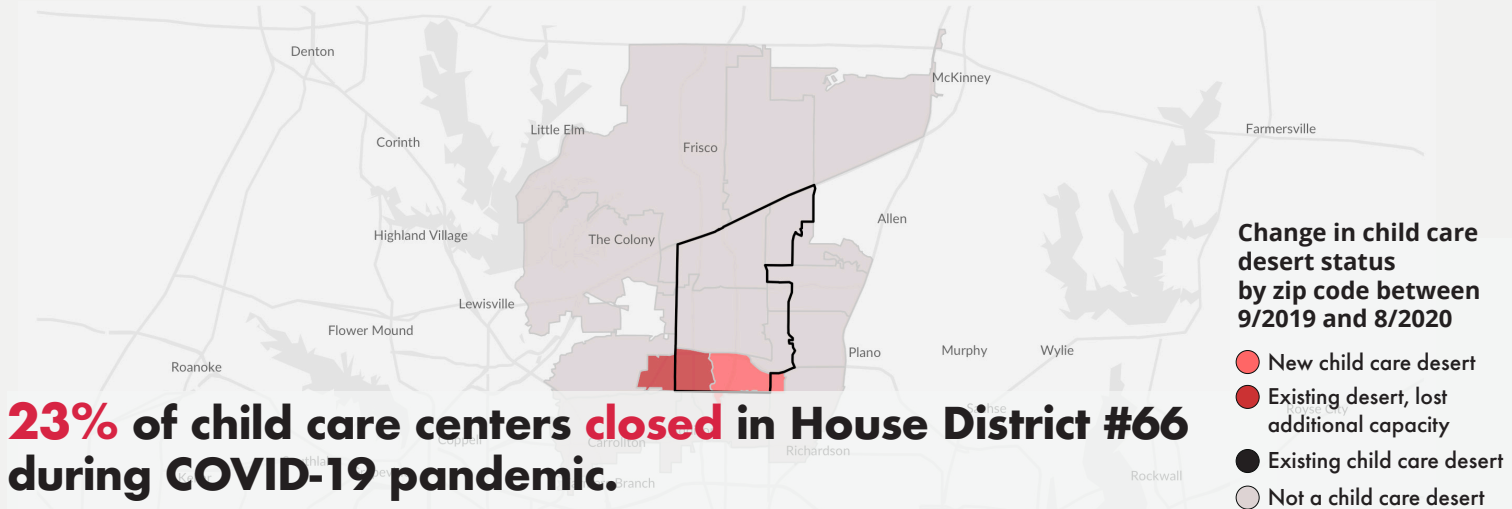 Denton
McKinney
Little Elm
Farmersville
Corinth
Frisco
Allen
Highland Village
The Colony
Change in child care
desert status
by zip code between
9/2019 and 8/2020
Lewisville
Flower Mound
Plano
Murphy
Wylie
Roanoke
New child care desert
Existing desert, lost
additional capacity
Existing child care desert
Not a child care desert
Royse City
23% of child care centers closed in House District #66
during COVID-19 pandemic.
Coppell
Carrollton
Richardson
Branch
Rockwall